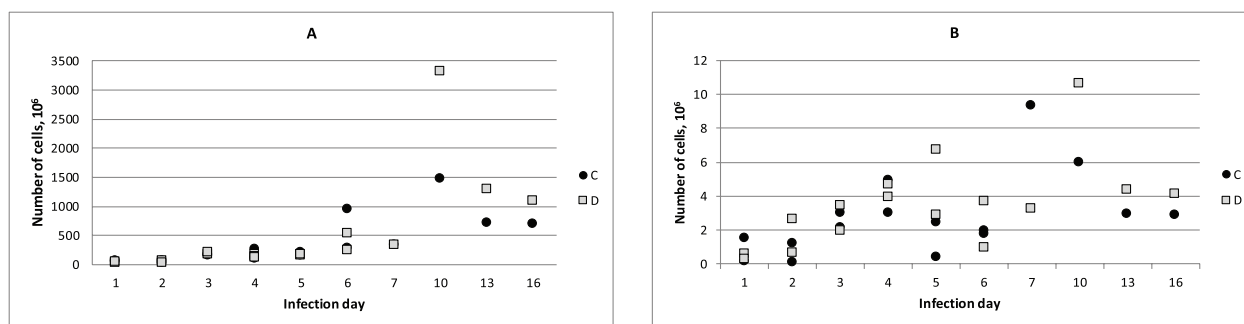 A
3500
3000
2500
2000
1500
1000
500
0
Number of cells, 10⁶
1 2 3 4 5 6 7 10 13 16
Infection day
C
D
B
12
10
8
6
4
2
0
Number of cells, 10⁶
1 2 3 4 5 6 7 10 13 16
Infection day
C
D